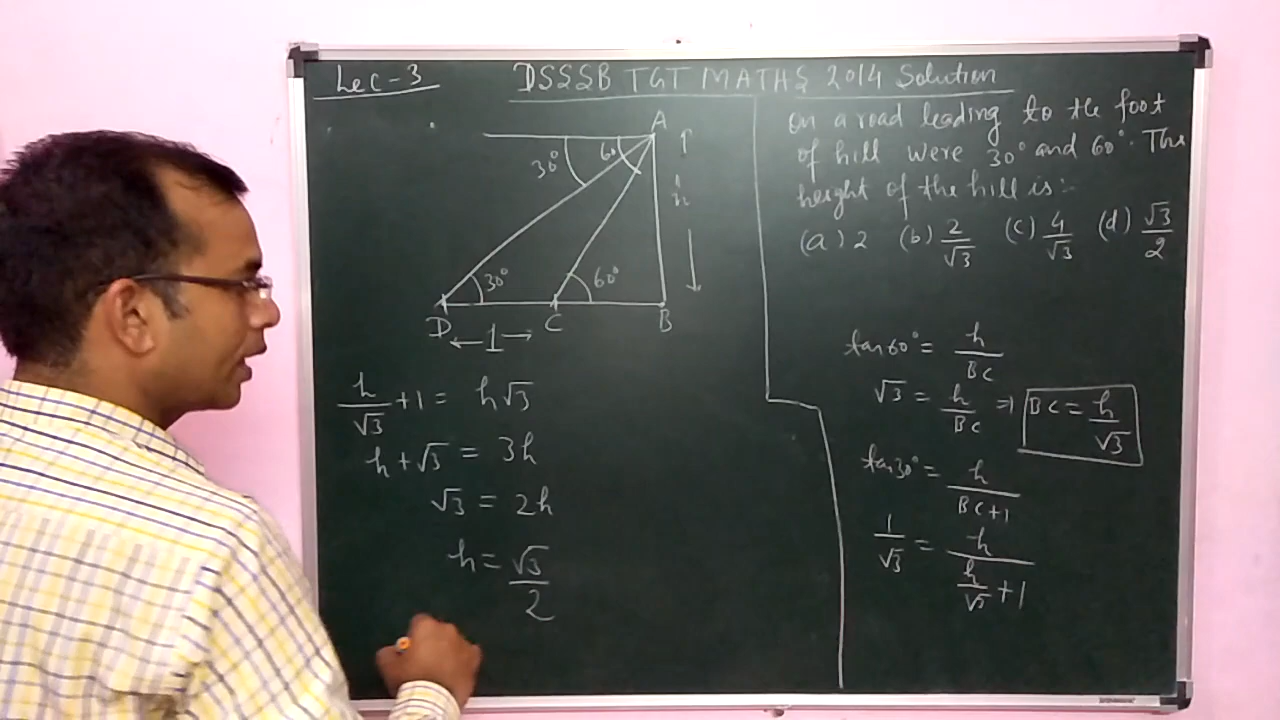 Lec-3
DSSSB TGT MATHS 2014 Solution
on a road leading to the foot
of hill were 30° and 60°. The
height of the hill is:-
(a) 2 (b) 2/√3 (c) 4/√3 (d) √3/2
A
30°
60°
h
30°
60°
D
C
B
1
h/√3 + 1 = h√3
h + √3 = 3h
√3 = 2h
h = √3/2
tan 60° = h/BC
√3 = h/BC ⇒ BC = h/√3
tan 30° = h/BC+1
1/√3 = h/(h/√3 + 1)